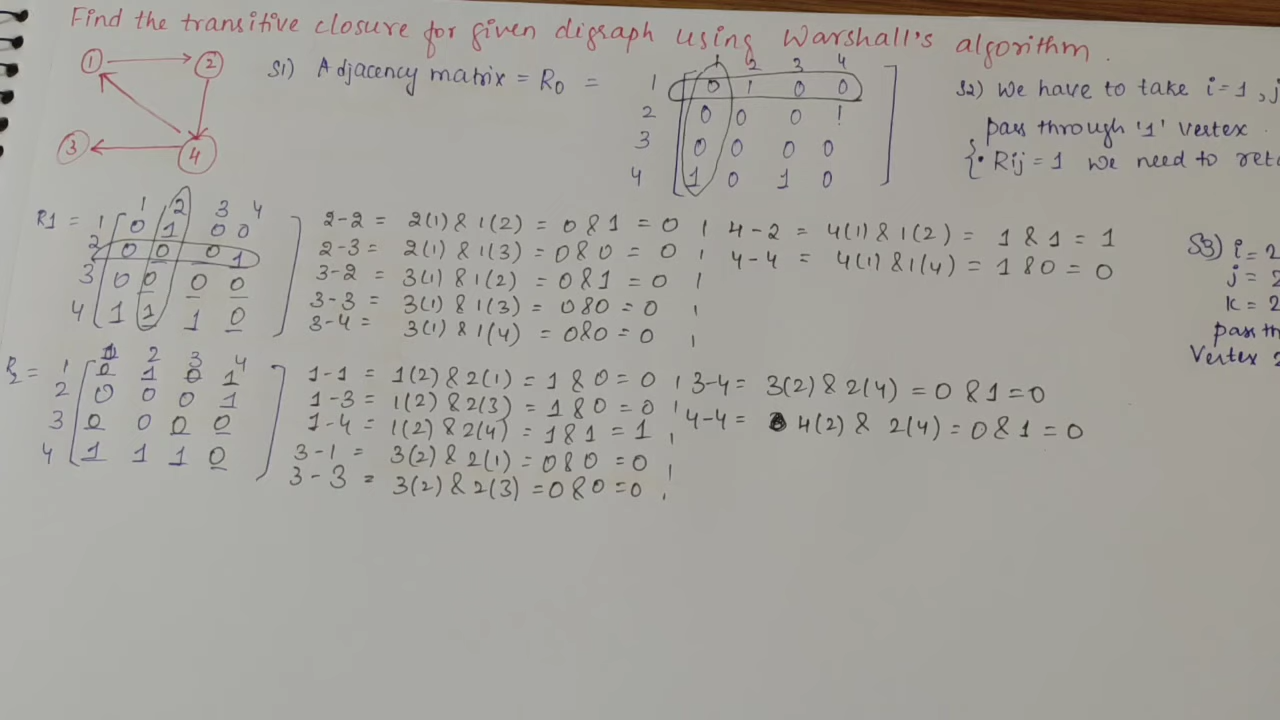 Find the transitive closure for given digraph using Warshall's algorithm.
1 2 3 4
S1) Adjacency matrix = R0 =
1 2 3 4
1 0 1 0 0
2 0 0 0 1
3 0 0 0 0
4 1 0 1 0
S2) We have to take i=1, j
pass through '1' vertex.
{• Rij = 1 we need to reta
R1 =
1 2 3 4
1 0 1 0 0
2 0 0 0 1
3 0 0 0 0
4 1 1 1 0
2-2 = 2(1) & 1(2) = 0 & 1 = 0 , 4-2 = 4(1) & 1(2) = 1 & 1 = 1
2-3 = 2(1) & 1(3) = 0 & 0 = 0 , 4-4 = 4(1) & 1(4) = 1 & 0 = 0
3-2 = 3(1) & 1(2) = 0 & 1 = 0 ,
3-3 = 3(1) & 1(3) = 0 & 0 = 0 ,
3-4 = 3(1) & 1(4) = 0 & 0 = 0 ,
S3) i = 2
j = 2
k = 2
pass th
Vertex 2
R2 =
1 2 3 4
1 0 1 0 1
2 0 0 0 1
3 0 0 0 0
4 1 1 1 0
1-1 = 1(2) & 2(1) = 1 & 0 = 0 , 3-4 = 3(2) & 2(4) = 0 & 1 = 0
1-3 = 1(2) & 2(3) = 1 & 0 = 0 , 4-4 = 4(2) & 2(4) = 0 & 1 = 0
1-4 = 1(2) & 2(4) = 1 & 1 = 1 ,
3-1 = 3(2) & 2(1) = 0 & 0 = 0 ,
3-3 = 3(2) & 2(3) = 0 & 0 = 0 ,